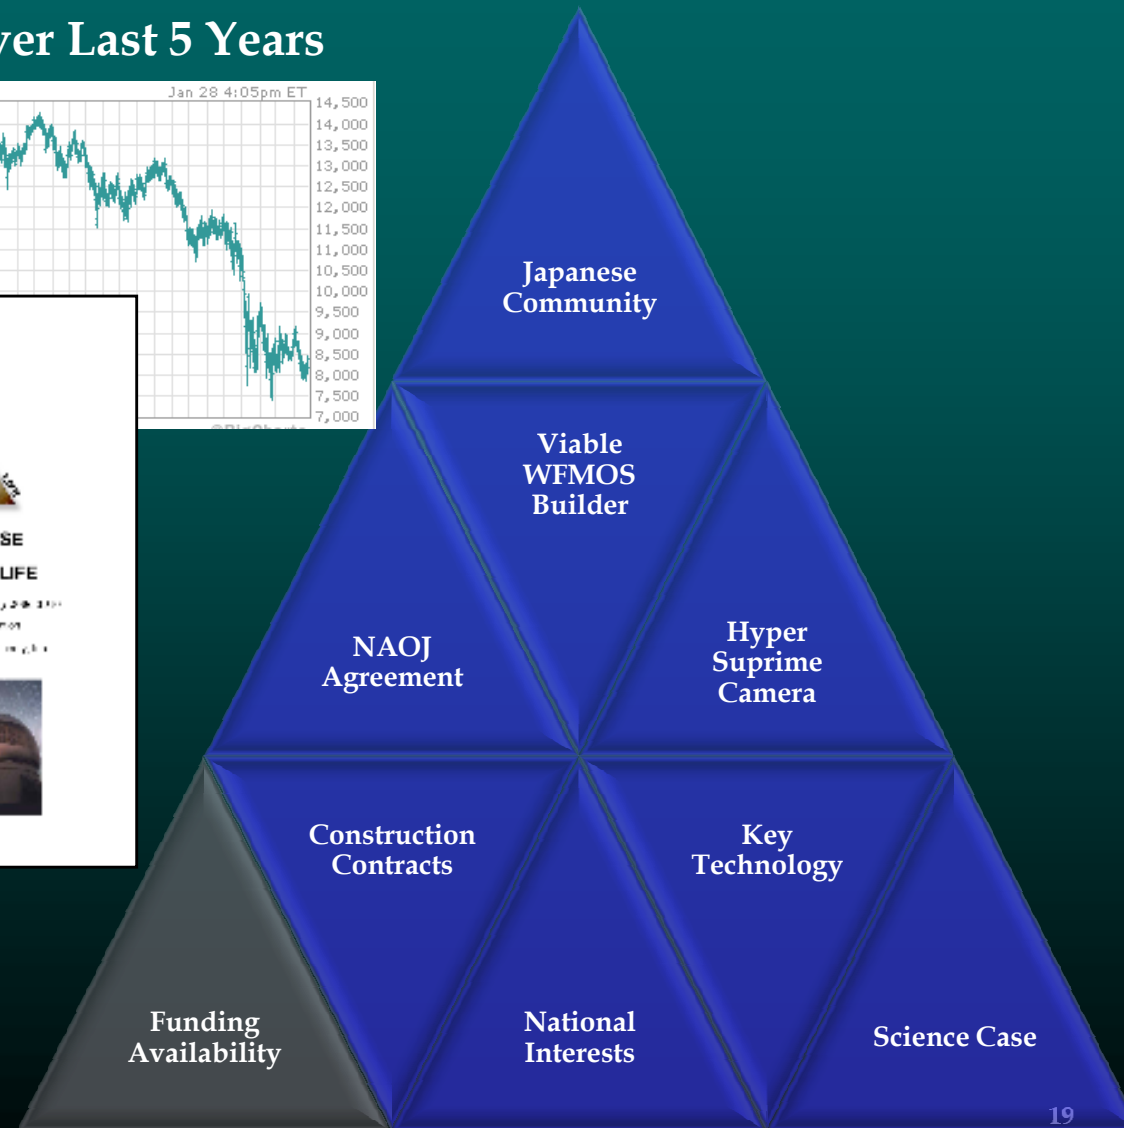 ver Last 5 Years
Jan 28 4:05pm ET
14,500
14,000
13,500
13,000
12,500
12,000
11,500
11,000
10,500
10,000
9,500
9,000
8,500
8,000
7,500
7,000
SE
LIFE
Japanese
Community
Viable
WFMOS
Builder
NAOJ
Agreement
Hyper
Suprime
Camera
Construction
Contracts
Key
Technology
Funding
Availability
National
Interests
Science Case
19